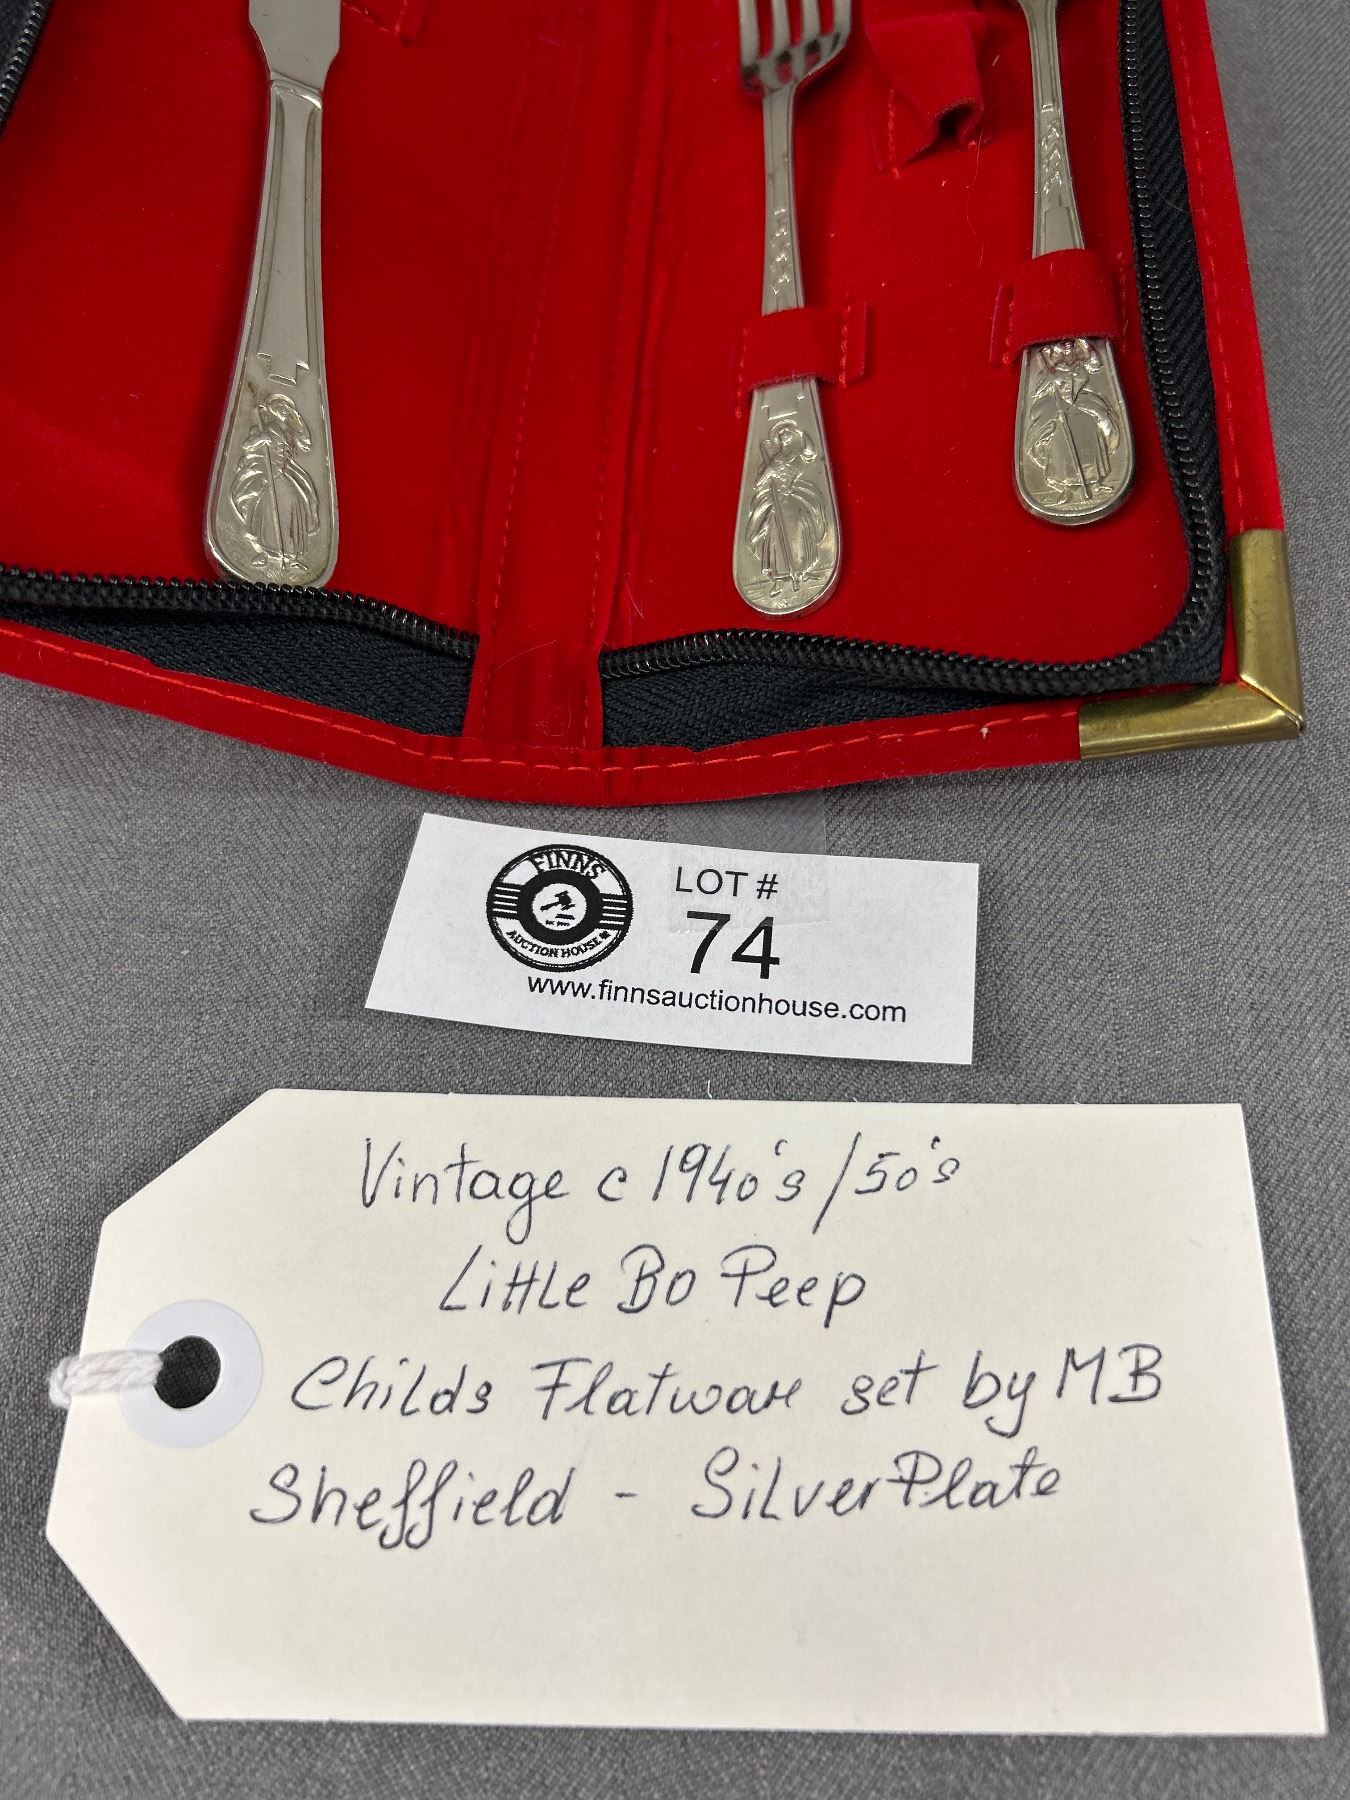 FINNS
AUCTION HOUSE
LOT #
74
www.finnsauctionhouse.com
Vintage c 1940's/50's
Little Bo Peep
Childs Flatware set by MB
Sheffield - SilverPlate